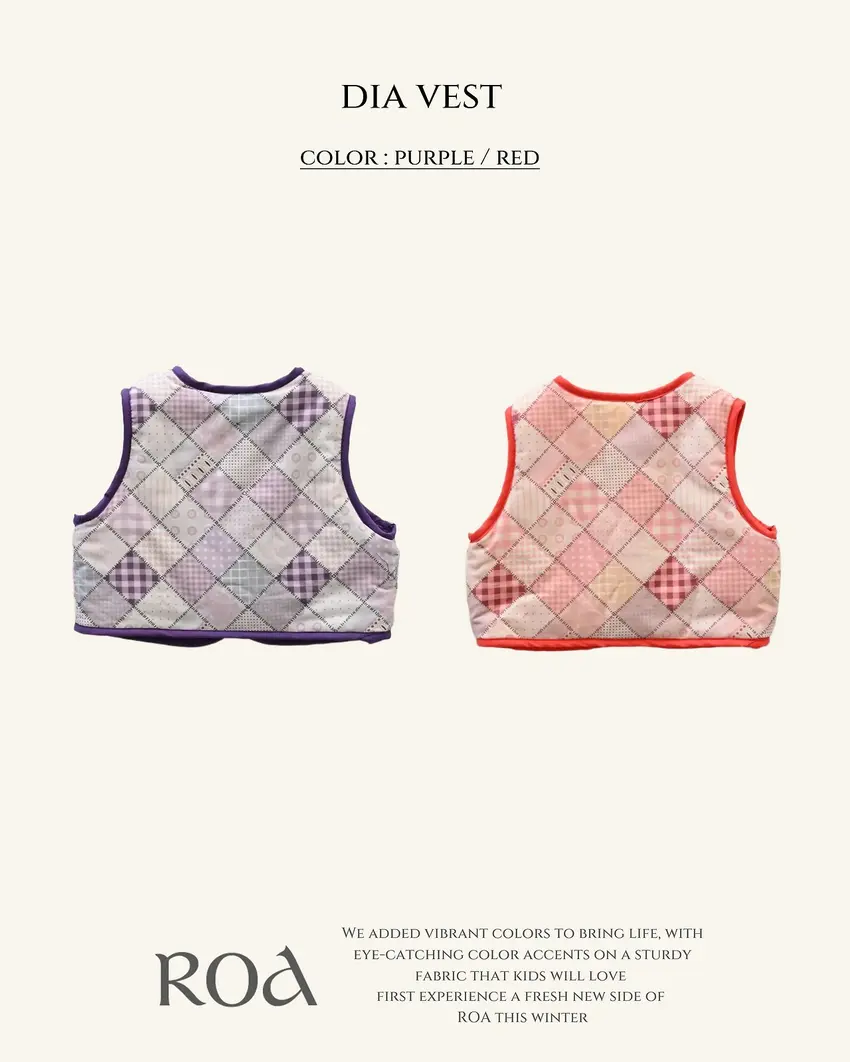 DIA VEST
COLOR : PURPLE / RED
ROA
WE ADDED VIBRANT COLORS TO BRING LIFE, WITH
EYE-CATCHING COLOR ACCENTS ON A STURDY
FABRIC THAT KIDS WILL LOVE
FIRST EXPERIENCE A FRESH NEW SIDE OF
ROA THIS WINTER